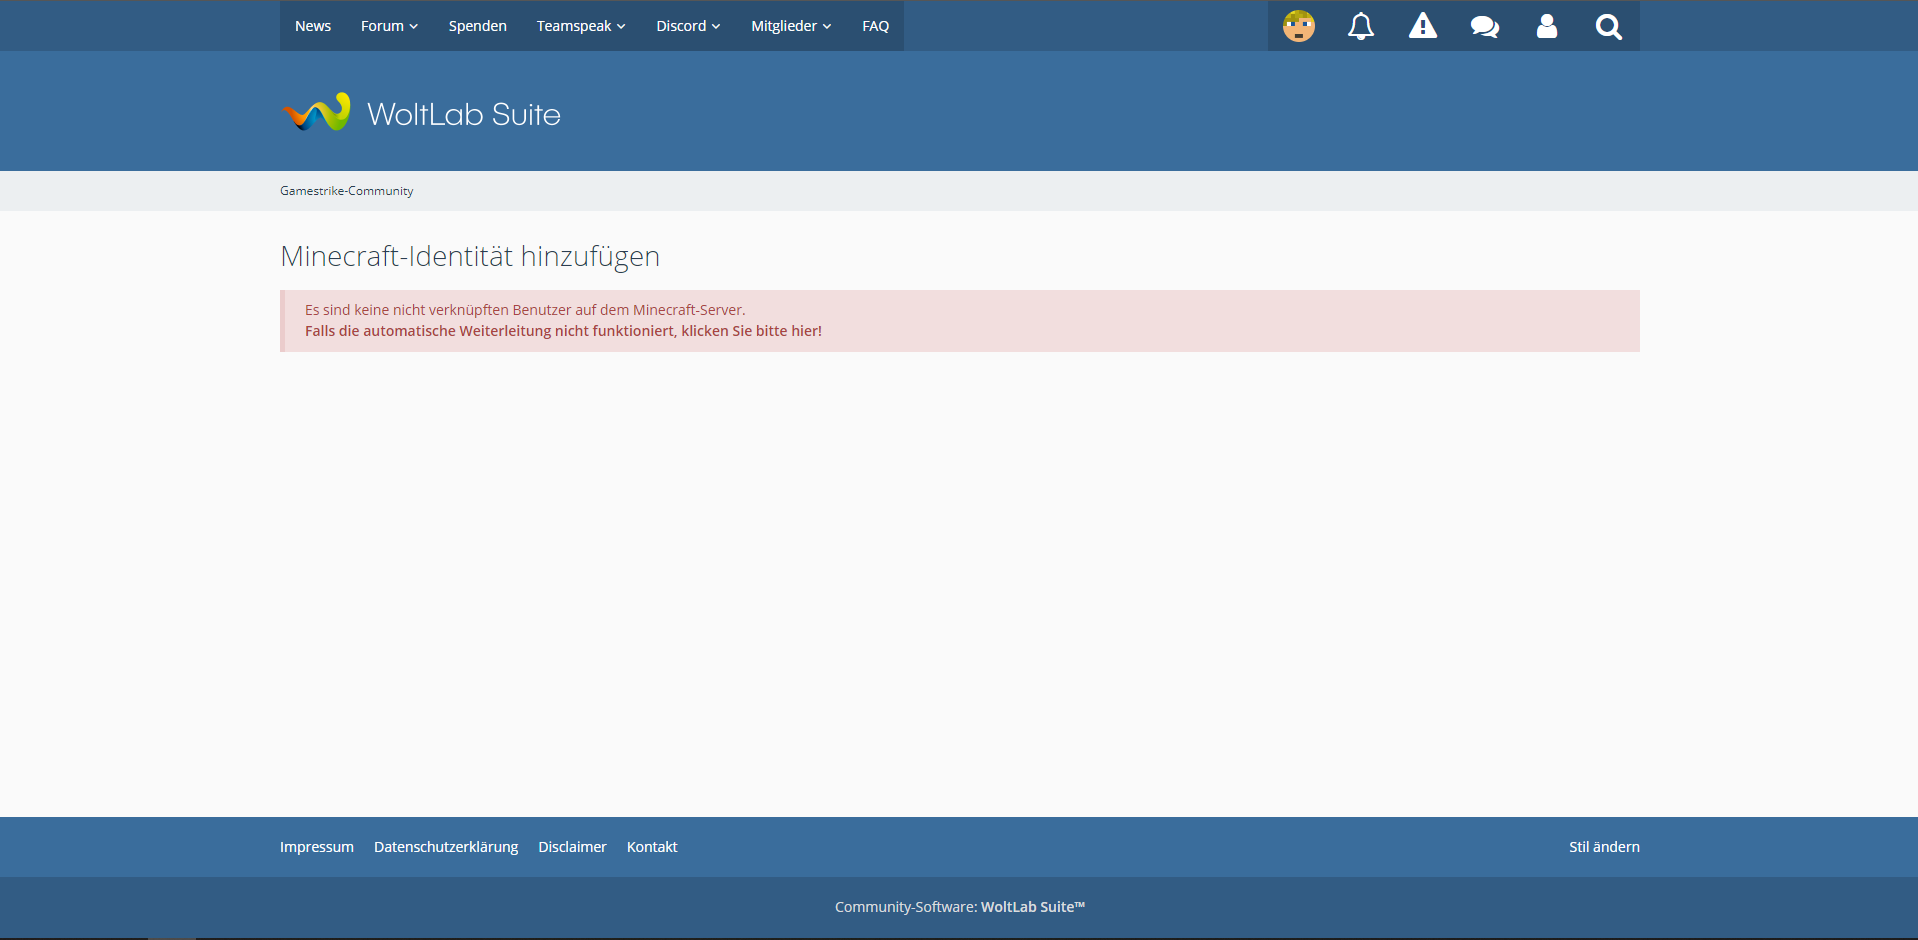 News Forum Spenden Teamspeak Discord Mitglieder FAQ
WoltLab Suite
Gamestrike-Community
Minecraft-Identität hinzufügen
Es sind keine nicht verknüpften Benutzer auf dem Minecraft-Server.
Falls die automatische Weiterleitung nicht funktioniert, klicken Sie bitte hier!
Impressum Datenschutzerklärung Disclaimer Kontakt Stil ändern
Community-Software: WoltLab Suite™